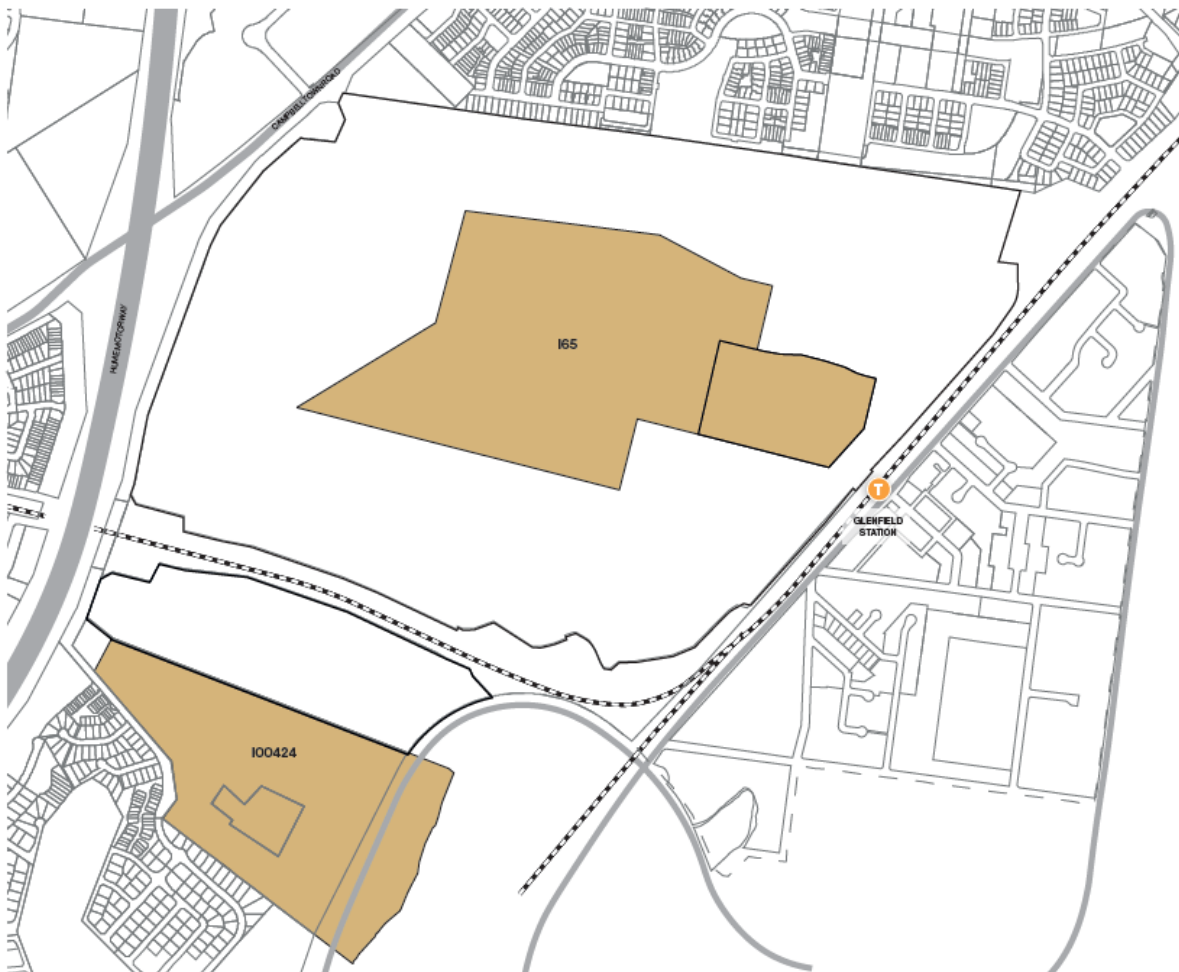 CAMPBELLTOWN ROAD
HUME MOTORWAY
I65
T
GLENFIELD
STATION
I00424